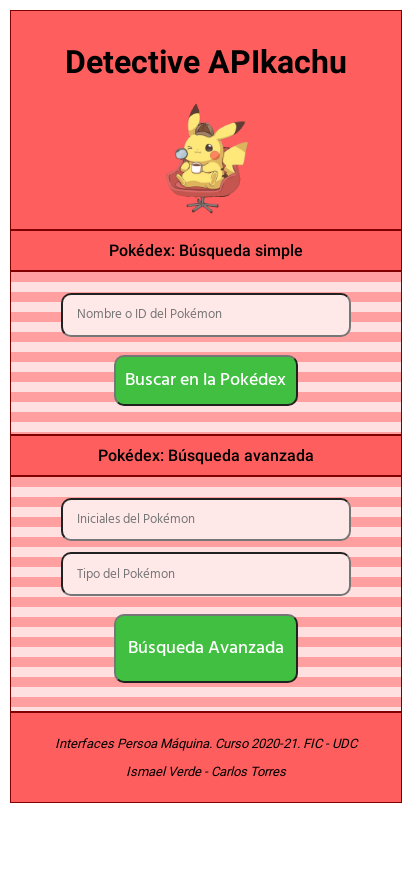 Detective APIkachu
Pokédex: Búsqueda simple
Nombre o ID del Pokémon
Buscar en la Pokédex
Pokédex: Búsqueda avanzada
Iniciales del Pokémon
Tipo del Pokémon
Búsqueda Avanzada
Interfaces Persoa Máquina. Curso 2020-21. FIC - UDC
Ismael Verde - Carlos Torres